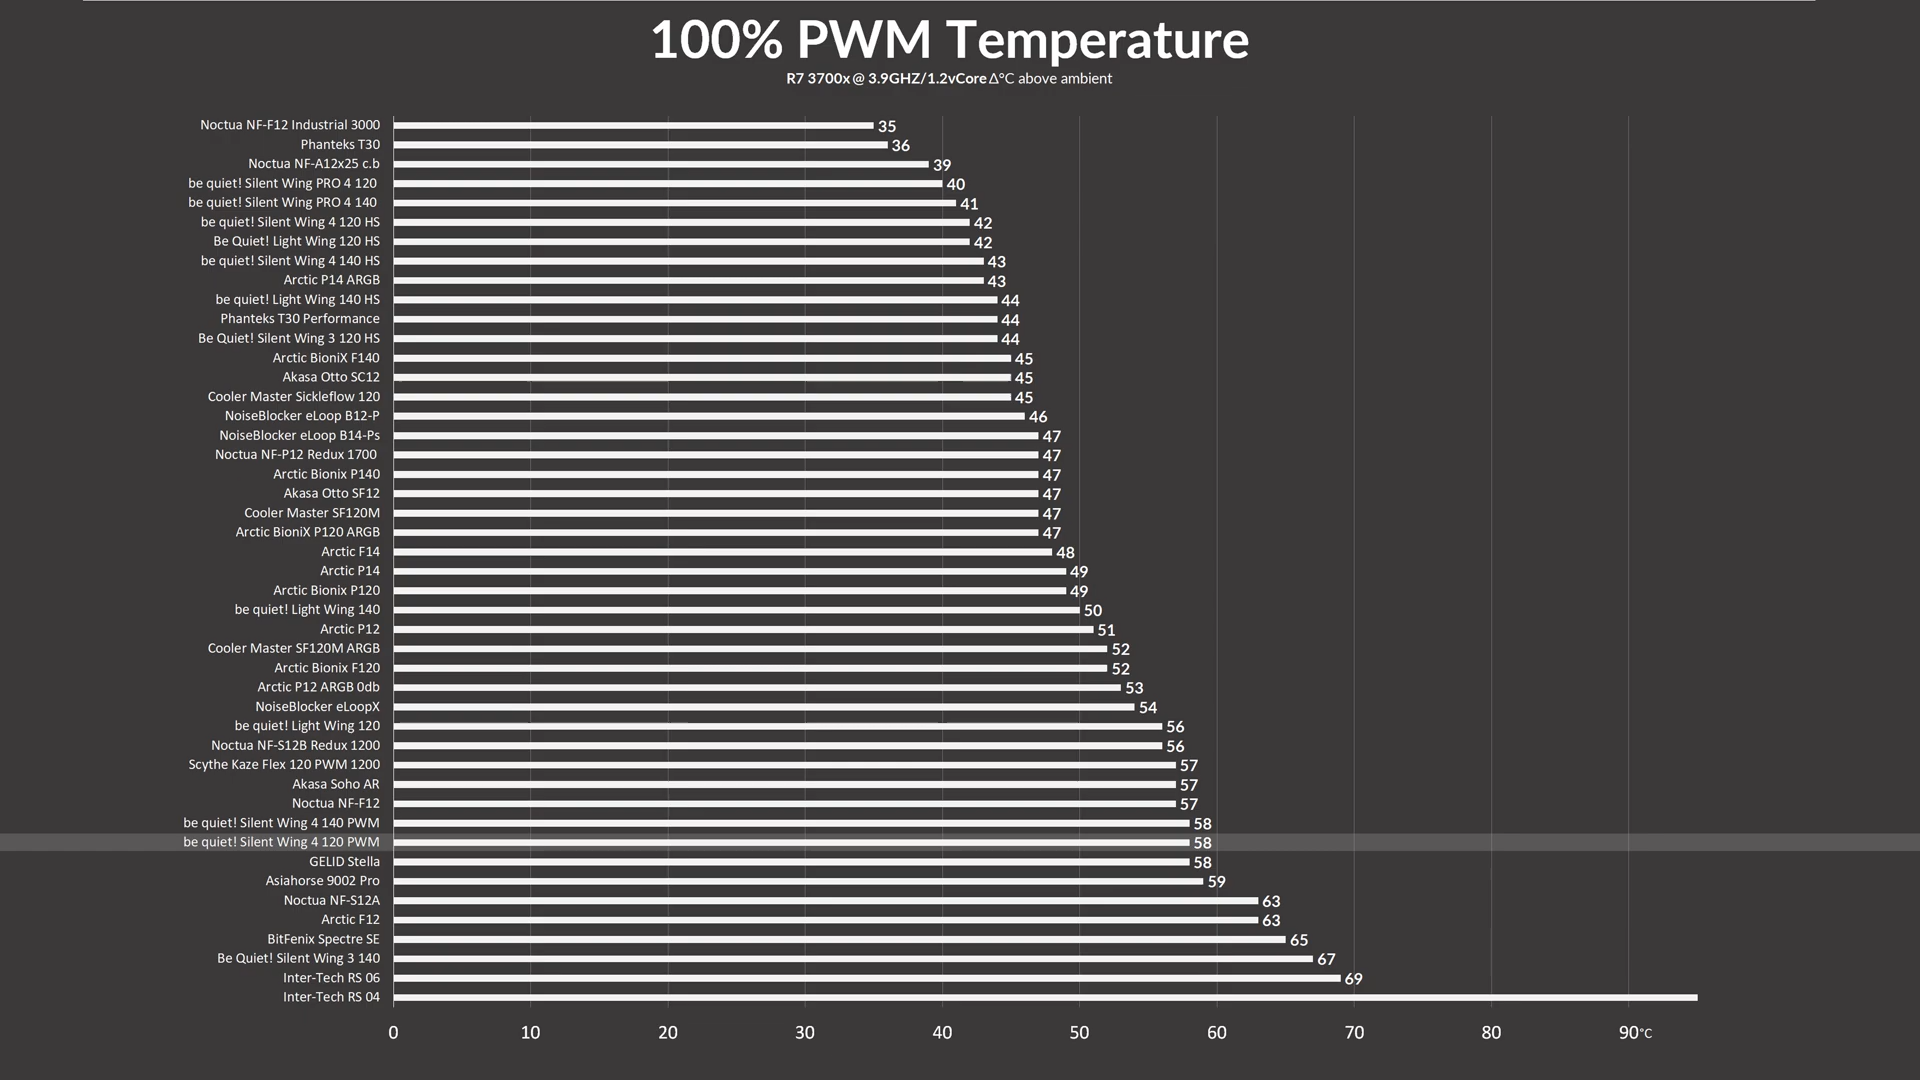 100% PWM Temperature
R7 3700x @ 3.9GHZ/1.2vCore Δ°C above ambient
Noctua NF-F12 Industrial 3000 35
Phanteks T30 36
Noctua NF-A12x25 c.b 39
be quiet! Silent Wing PRO 4 120 40
be quiet! Silent Wing PRO 4 140 41
be quiet! Silent Wing 4 120 HS 42
Be Quiet! Light Wing 120 HS 42
be quiet! Silent Wing 4 140 HS 43
Arctic P14 ARGB 43
be quiet! Light Wing 140 HS 44
Phanteks T30 Performance 44
Be Quiet! Silent Wing 3 120 HS 44
Arctic BioniX F140 45
Akasa Otto SC12 45
Cooler Master Sickleflow 120 45
NoiseBlocker eLoop B12-P 46
NoiseBlocker eLoop B14-Ps 47
Noctua NF-P12 Redux 1700 47
Arctic Bionix P140 47
Akasa Otto SF12 47
Cooler Master SF120M 47
Arctic BioniX P120 ARGB 47
Arctic F14 48
Arctic P14 49
Arctic Bionix P120 49
be quiet! Light Wing 140 50
Arctic P12 51
Cooler Master SF120M ARGB 52
Arctic Bionix F120 52
Arctic P12 ARGB 0db 53
NoiseBlocker eLoopX 54
be quiet! Light Wing 120 56
Noctua NF-S12B Redux 1200 56
Scythe Kaze Flex 120 PWM 1200 57
Akasa Soho AR 57
Noctua NF-F12 57
be quiet! Silent Wing 4 140 PWM 58
be quiet! Silent Wing 4 120 PWM 58
GELID Stella 58
Asiahorse 9002 Pro 59
Noctua NF-S12A 63
Arctic F12 63
BitFenix Spectre SE 65
Be Quiet! Silent Wing 3 140 67
Inter-Tech RS 06 69
Inter-Tech RS 04
0 10 20 30 40 50 60 70 80 90°C